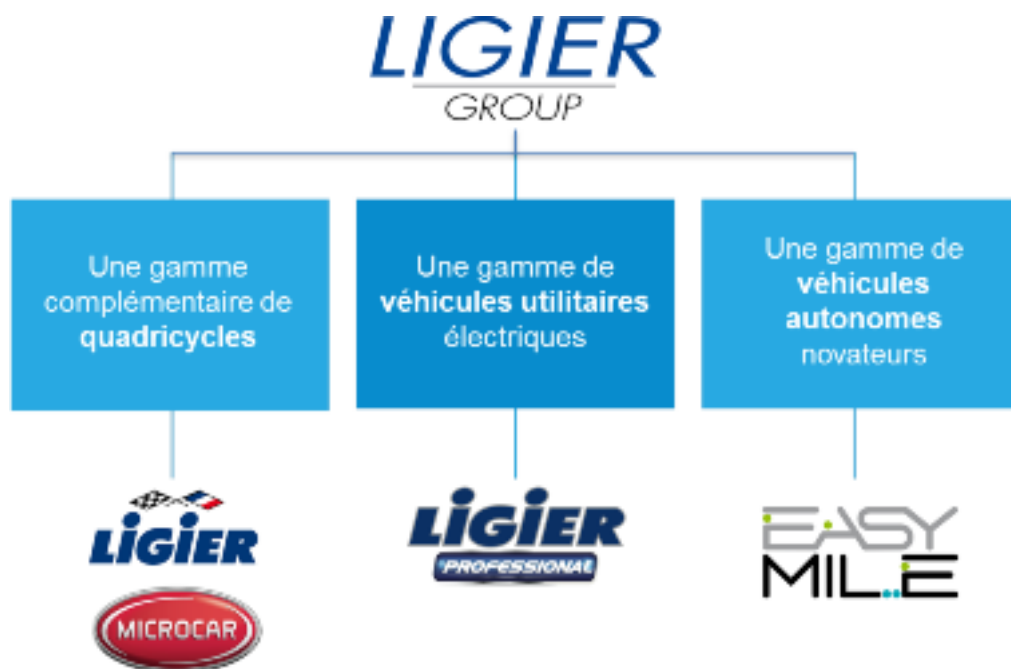 LIGIER
GROUP
Une gamme
complémentaire de
quadricycles
Une gamme de
véhicules utilitaires
électriques
Une gamme de
véhicules
autonomes
novateurs
LIGIER
MICROCAR
LIGIER
PROFESSIONAL
EASY
MILE